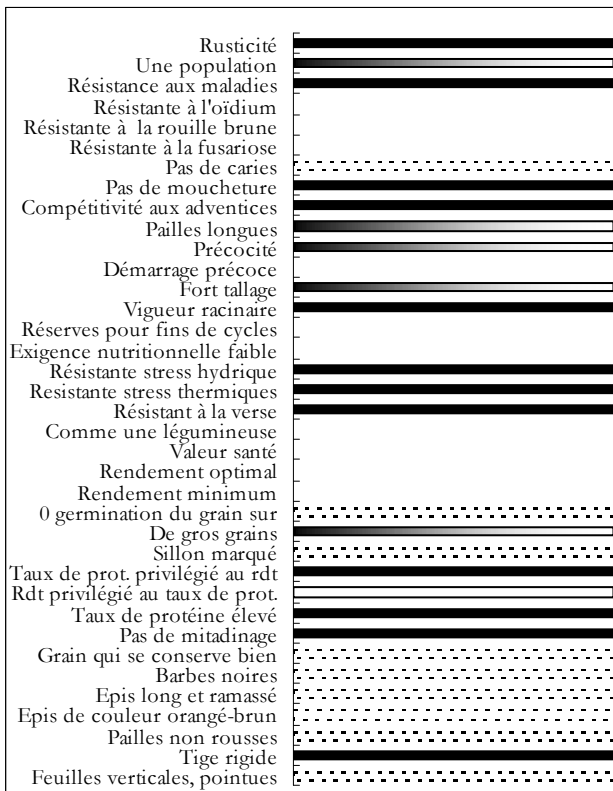 Rusticité
Une population
Résistance aux maladies
Résistante à l'oïdium
Résistante à  la rouille brune
Résistante à la fusariose
Pas de caries
Pas de moucheture
Compétitivité aux adventices
Pailles longues
Précocité
Démarrage précoce
Fort tallage
Vigueur racinaire
Réserves pour fins de cycles
Exigence nutritionnelle faible
Résistante stress hydrique
Resistante stress thermiques
Résistant à la verse
Comme une légumineuse
Valeur santé
Rendement optimal
Rendement minimum
0 germination du grain sur
De gros grains
Sillon marqué
Taux de prot. privilégié au rdt
Rdt privilégié au taux de prot.
Taux de protéine élevé
Pas de mitadinage
Grain qui se conserve bien
Barbes noires
Epis long et ramassé
Epis de couleur orangé-brun
Pailles non rousses
Tige rigide
Feuilles verticales, pointues